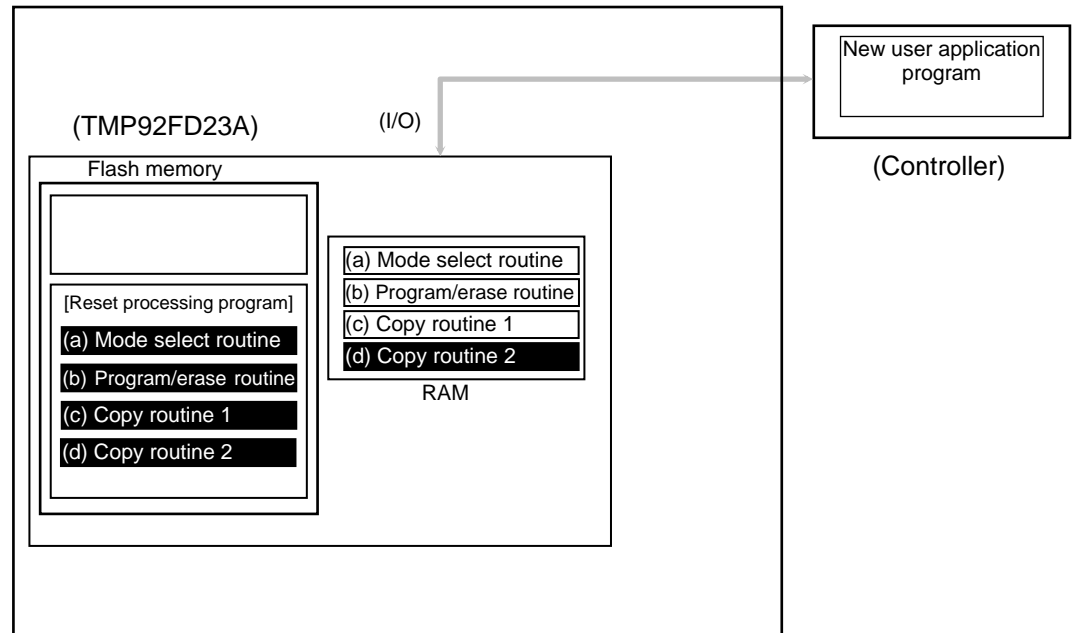 New user application
program
(Controller)
(TMP92FD23A)
(I/O)
Flash memory
[Reset processing program]
(a) Mode select routine
(b) Program/erase routine
(c) Copy routine 1
(d) Copy routine 2
(a) Mode select routine
(b) Program/erase routine
(c) Copy routine 1
(d) Copy routine 2
RAM